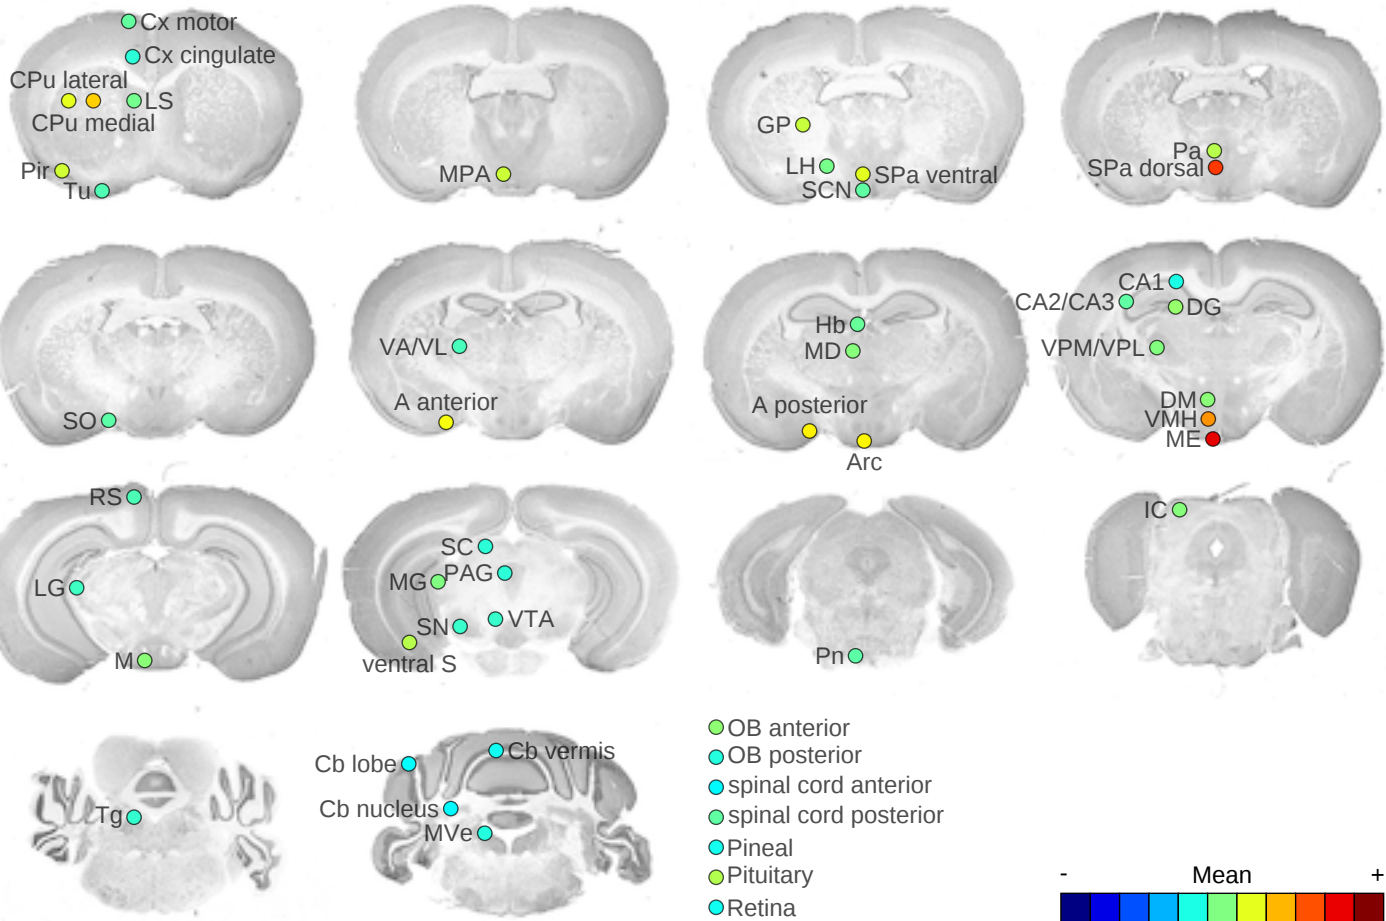 Cx motor
Cx cingulate
CPu lateral
LS
CPu medial
Pir
Tu
MPA
GP
LH
SPa ventral
SCN
Pa
SPa dorsal
SO
VA/VL
A anterior
Hb
MD
A posterior
Arc
CA1
CA2/CA3
DG
VPM/VPL
DM
VMH
ME
RS
LG
M
SC
PAG
MG
VTA
SN
ventral S
Pn
IC
Tg
Cb vermis
Cb lobe
Cb nucleus
MVe
OB anterior
OB posterior
spinal cord anterior
spinal cord posterior
Pineal
Pituitary
Retina
- Mean +